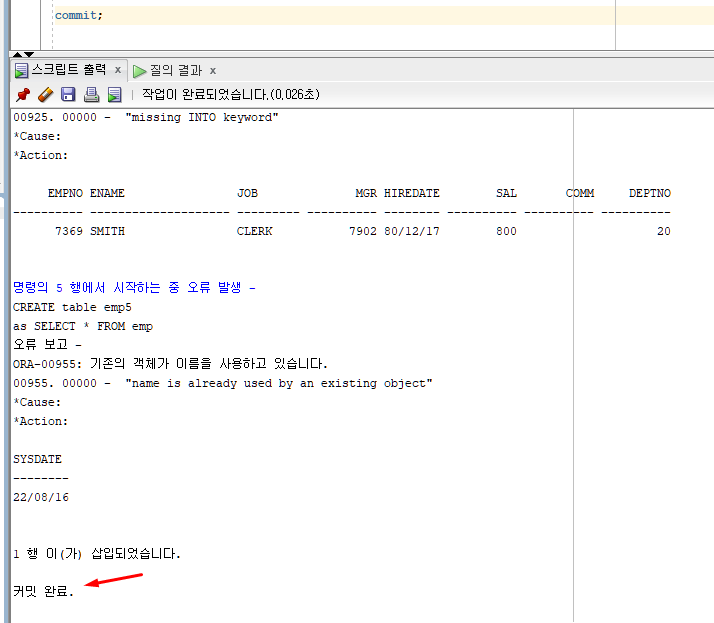 commit;
스크립트 출력 x 질의 결과 x
작업이 완료되었습니다.(0,026초)
00925. 00000 -  "missing INTO keyword"
*Cause:
*Action:
EMPNO ENAME JOB MGR HIREDATE SAL COMM DEPTNO
---------- -------------------- --------- ---------- -------- ---------- ---------- ----------
7369 SMITH CLERK 7902 80/12/17 800 20
명령의 5 행에서 시작하는 중 오류 발생 -
CREATE table emp5
as SELECT * FROM emp
오류 보고 -
ORA-00955: 기존의 객체가 이름을 사용하고 있습니다.
00955. 00000 -  "name is already used by an existing object"
*Cause:
*Action:
SYSDATE
--------
22/08/16
1 행 이(가) 삽입되었습니다.
커밋 완료.